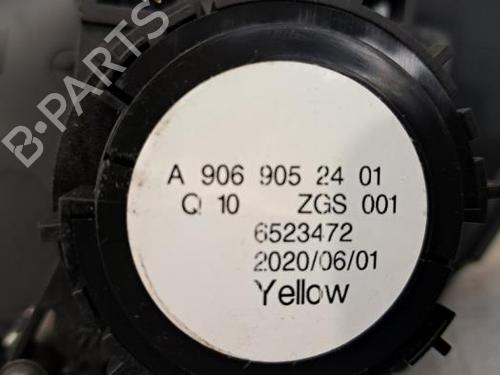 B-PARTS
A 906 905 24 01
Q 10 ZGS 001
6523472
2020/06/01
Yellow